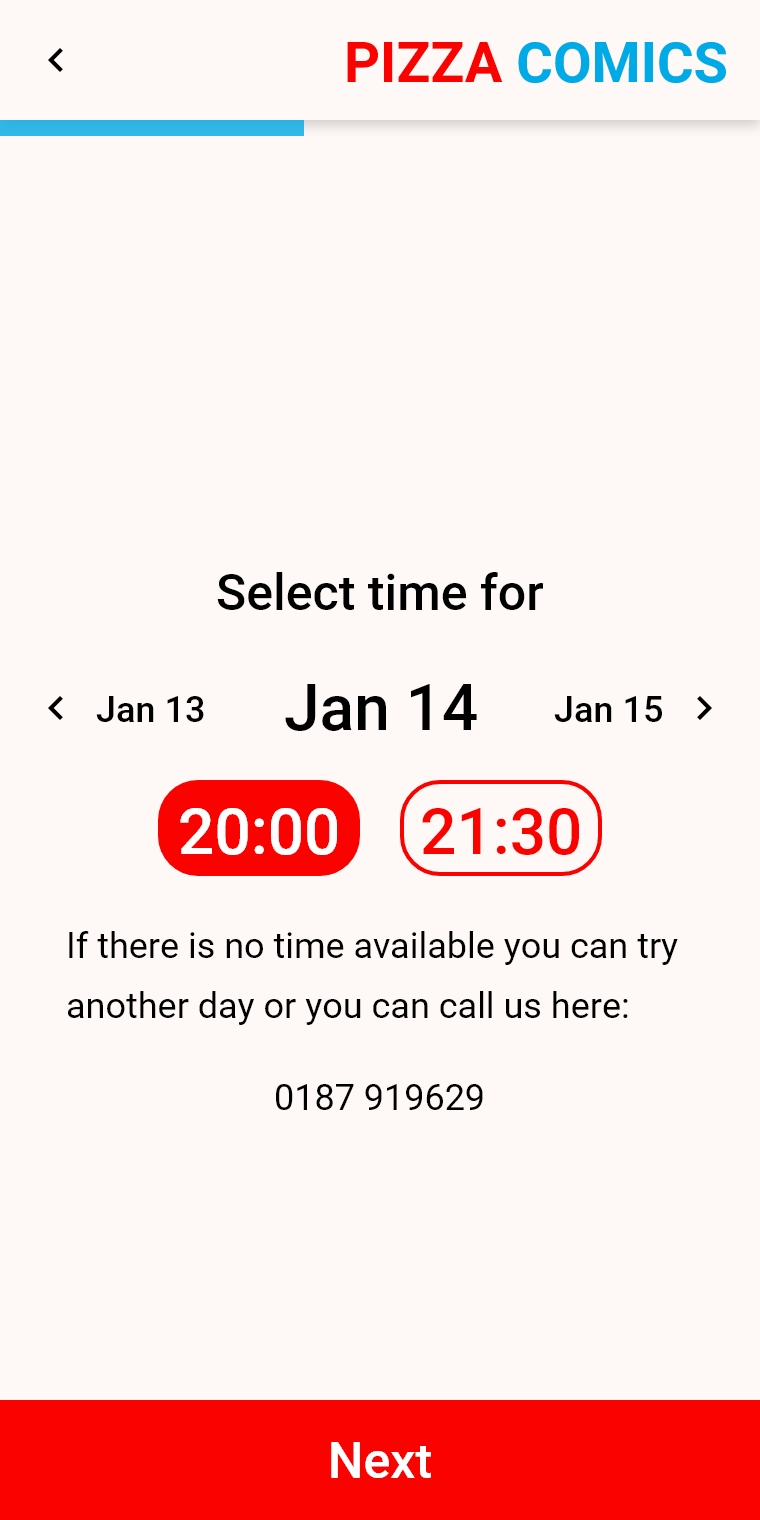 PIZZA COMICS
Select time for
Jan 13 Jan 14 Jan 15
20:00 21:30
If there is no time available you can try
another day or you can call us here:
0187 919629
Next